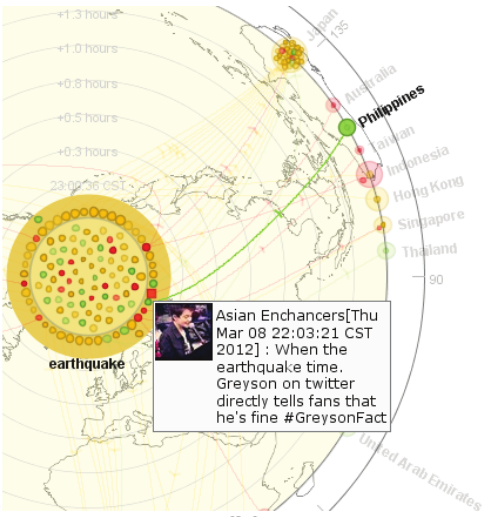 +1.3 hours
+1.0 hours
+0.8 hours
+0.5 hours
+0.3 hours
23:09:36 CST
Japan
135
Australia
Philippines
Taiwan
Indonesia
Hong Kong
Singapore
Thailand
90
earthquake
Asian Enchancers[Thu
Mar 08 22:03:21 CST
2012] : When the
earthquake time.
Greyson on twitter
directly tells fans that
he's fine #GreysonFact
United Arab Emirates